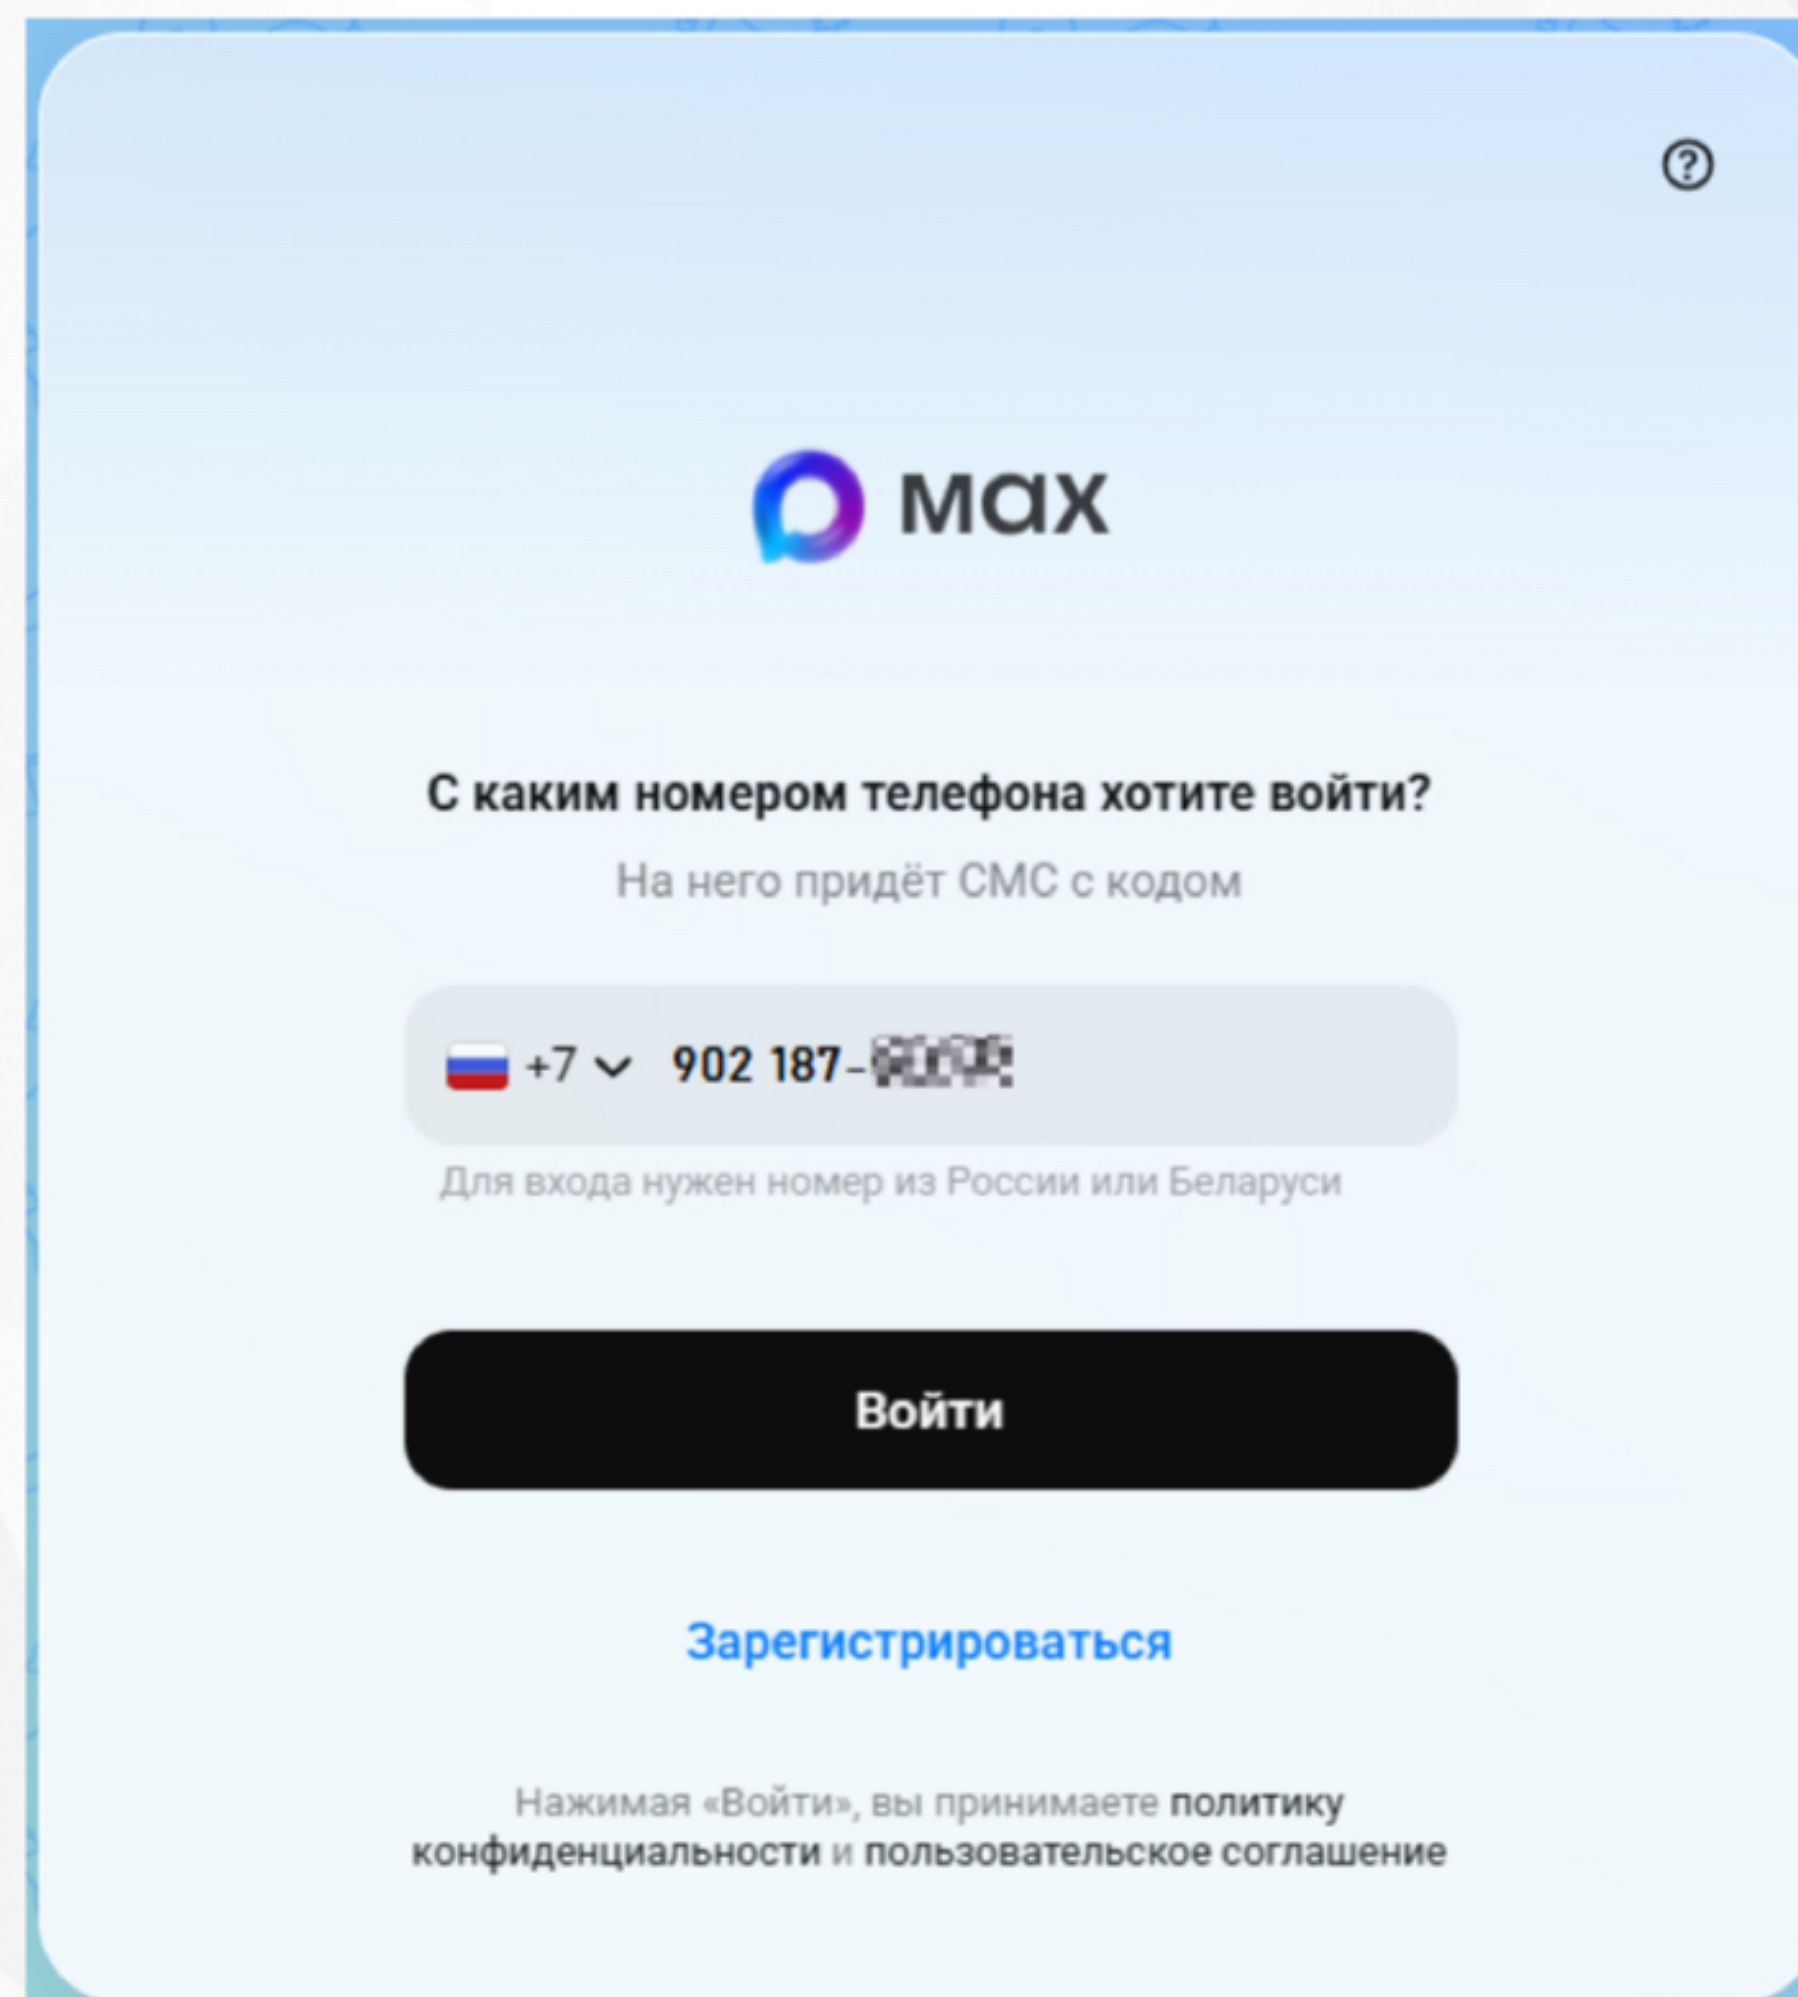 мах
С каким номером телефона хотите войти?
На него придёт СМС с кодом
+7 902 187-
Для входа нужен номер из России или Беларуси
Войти
Зарегистрироваться
Нажимая «Войти», вы принимаете политику
конфиденциальности и пользовательское соглашение